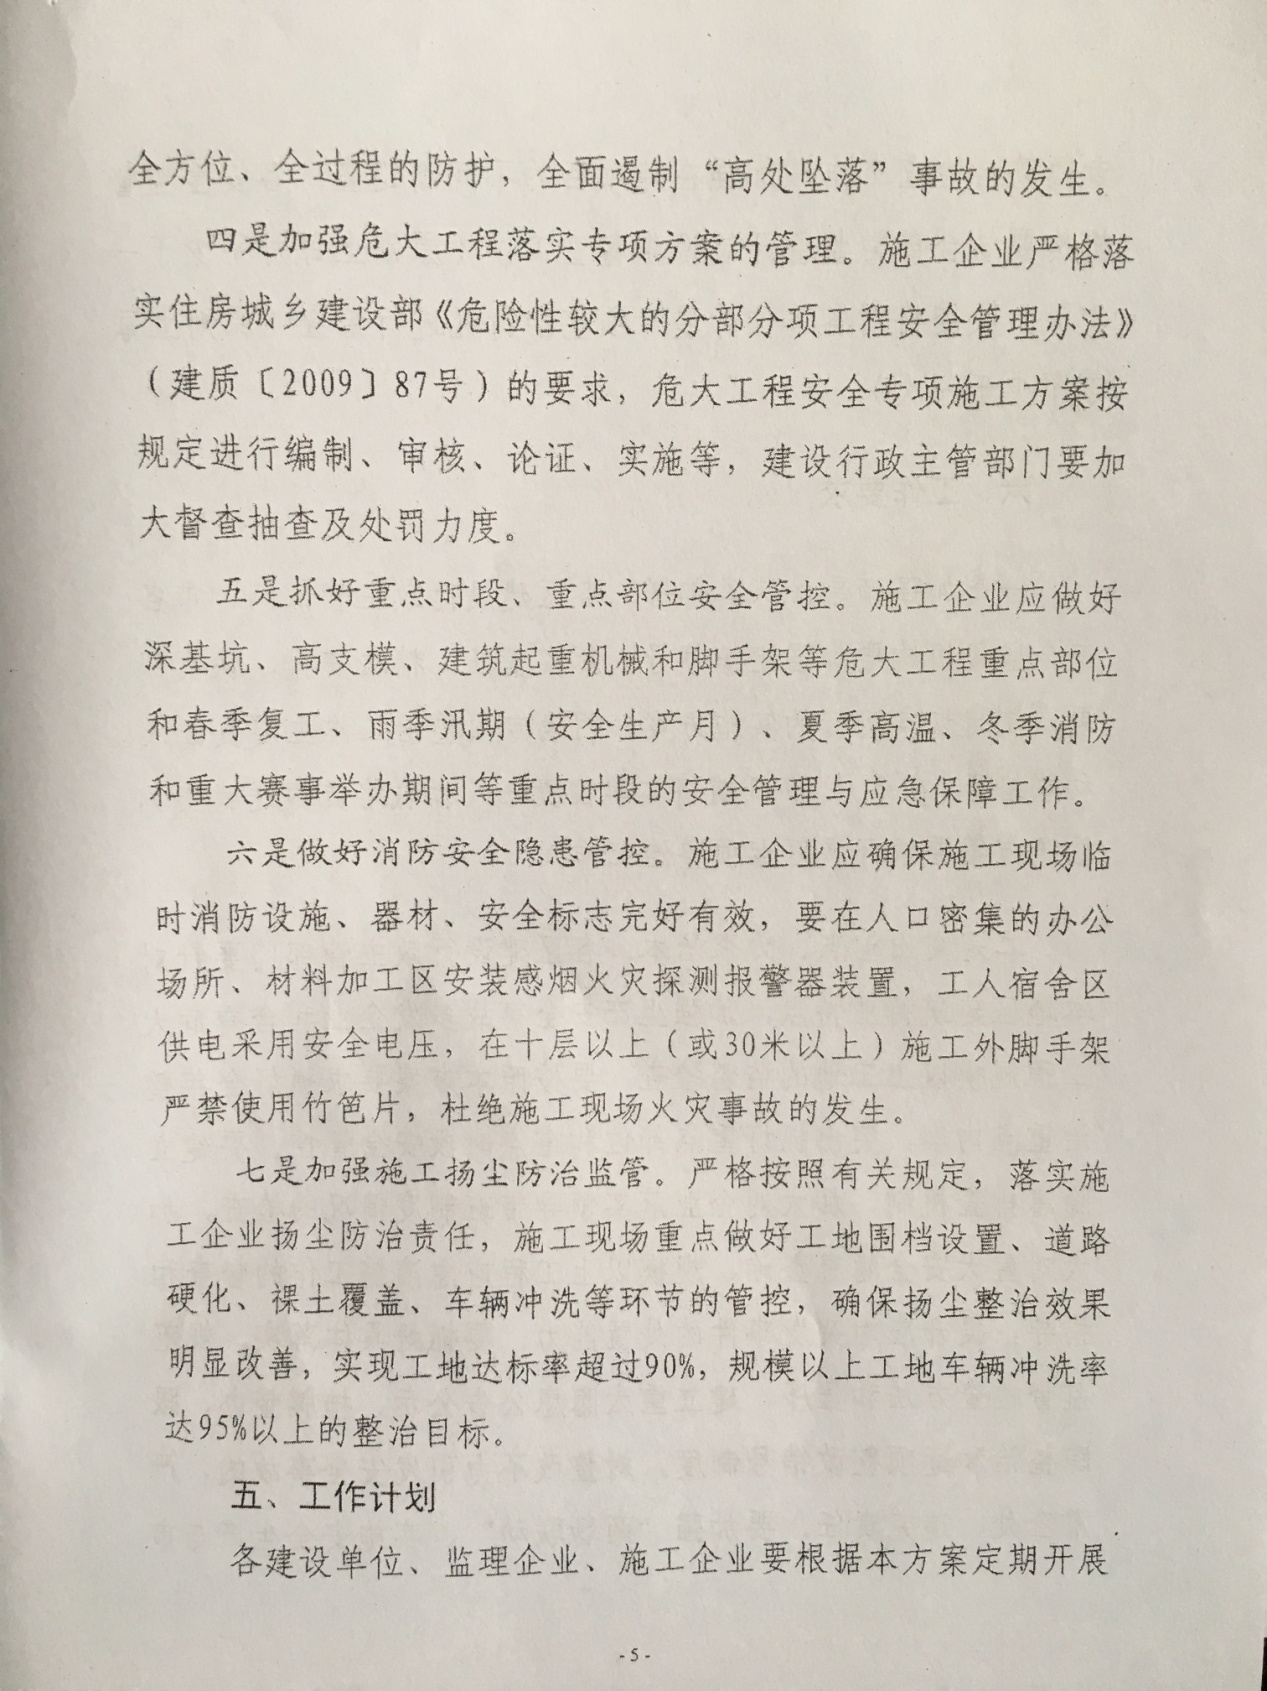 全方位、全过程的防护，全面遏制“高处坠落”事故的发生。
四是加强危大工程落实专项方案的管理。施工企业严格落
实住房城乡建设部《危险性较大的分部分项工程安全管理办法》
（建质〔2009〕87号）的要求，危大工程安全专项施工方案按
规定进行编制、审核、论证、实施等，建设行政主管部门要加
大督查抽查及处罚力度。
五是抓好重点时段、重点部位安全管控。施工企业应做好
深基坑、高支模、建筑起重机械和脚手架等危大工程重点部位
和春季复工、雨季汛期（安全生产月）、夏季高温、冬季消防
和重大赛事举办期间等重点时段的安全管理与应急保障工作。
六是做好消防安全隐患管控。施工企业应确保施工现场临
时消防设施、器材、安全标志完好有效，要在人口密集的办公
场所、材料加工区安装感烟火灾探测报警器装置，工人宿舍区
供电采用安全电压，在十层以上（或30米以上）施工外脚手架
严禁使用竹笆片，杜绝施工现场火灾事故的发生。
七是加强施工扬尘防治监管。严格按照有关规定，落实施
工企业扬尘防治责任，施工现场重点做好工地围档设置、道路
硬化、裸土覆盖、车辆冲洗等环节的管控，确保扬尘整治效果
明显改善，实现工地达标率超过90%，规模以上工地车辆冲洗率
达95%以上的整治目标。
五、工作计划
各建设单位、监理企业、施工企业要根据本方案定期开展
- 5 -